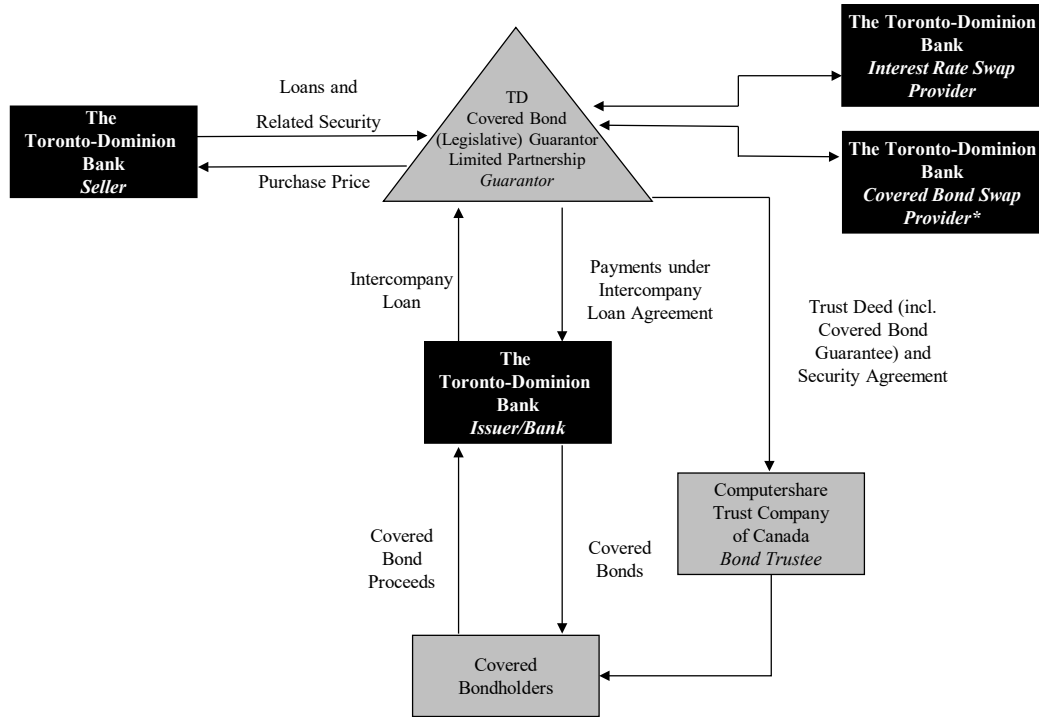 The Toronto-Dominion
Bank
Interest Rate Swap
Provider
TD
Covered Bond
(Legislative) Guarantor
Limited Partnership
Guarantor
Loans and
Related Security
The
Toronto-Dominion
Bank
Seller
Purchase Price
The Toronto-Dominion
Bank
Covered Bond Swap
Provider*
Intercompany
Loan
Payments under
Intercompany
Loan Agreement
Trust Deed (incl.
Covered Bond
Guarantee) and
Security Agreement
The
Toronto-Dominion
Bank
Issuer/Bank
Computershare
Trust Company
of Canada
Bond Trustee
Covered
Bond
Proceeds
Covered
Bonds
Covered
Bondholders